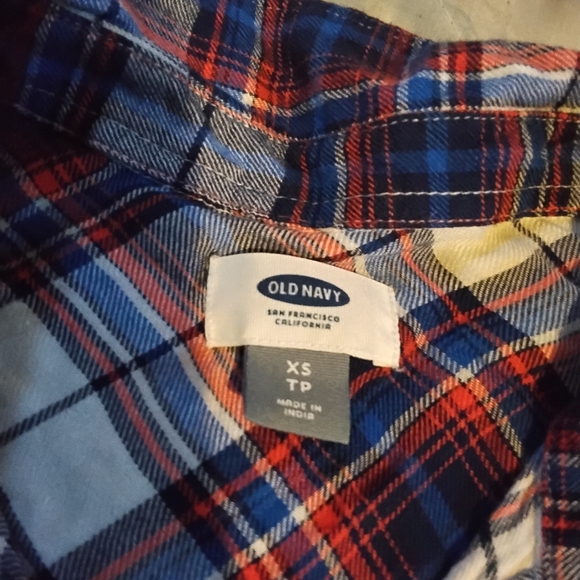 OLD NAVY
SAN FRANCISCO
CALIFORNIA
XS
TP
MADE IN
INDIA